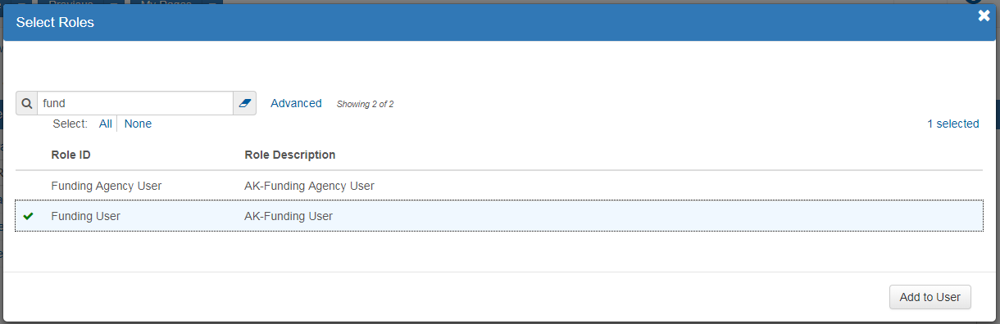 Previous My Pages
Select Roles
fund Advanced Showing 2 of 2
Select: All None 1 selected
Role ID Role Description
Funding Agency User AK-Funding Agency User
Funding User AK-Funding User
Add to User